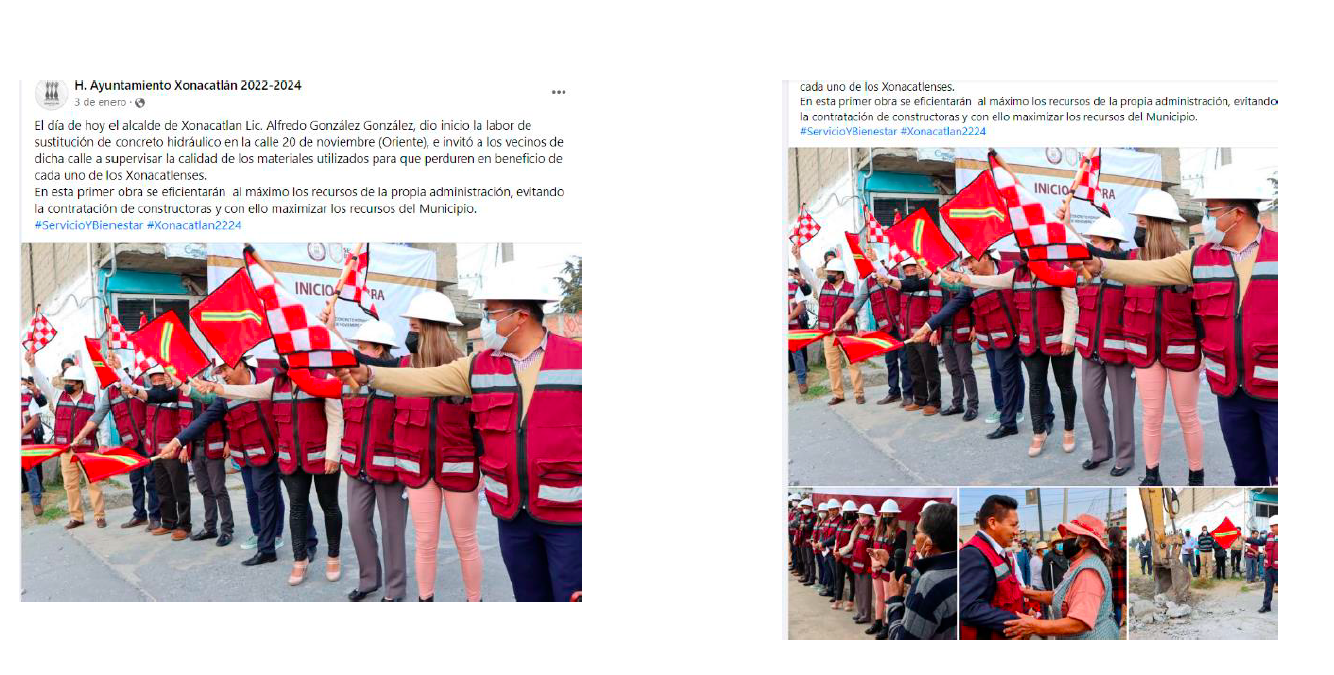 H. Ayuntamiento Xonacatlán 2022-2024
3 de enero ·
El día de hoy el alcalde de Xonacatlan Lic. Alfredo González González, dio inicio la labor de
sustitución de concreto hidráulico en la calle 20 de noviembre (Oriente), e invitó a los vecinos de
dicha calle a supervisar la calidad de los materiales utilizados para que perduren en beneficio de
cada uno de los Xonacatlenses.
En esta primer obra se eficientarán al máximo los recursos de la propia administración, evitando
la contratación de constructoras y con ello maximizar los recursos del Municipio.
#ServicioYBienestar #Xonacatlan2224
INICIO
RA
cada uno de los Xonacatlenses.
En esta primer obra se eficientarán al máximo los recursos de la propia administración, evitando
la contratación de constructoras y con ello maximizar los recursos del Municipio.
#ServicioYBienestar #Xonacatlan2224
INICIO
RA